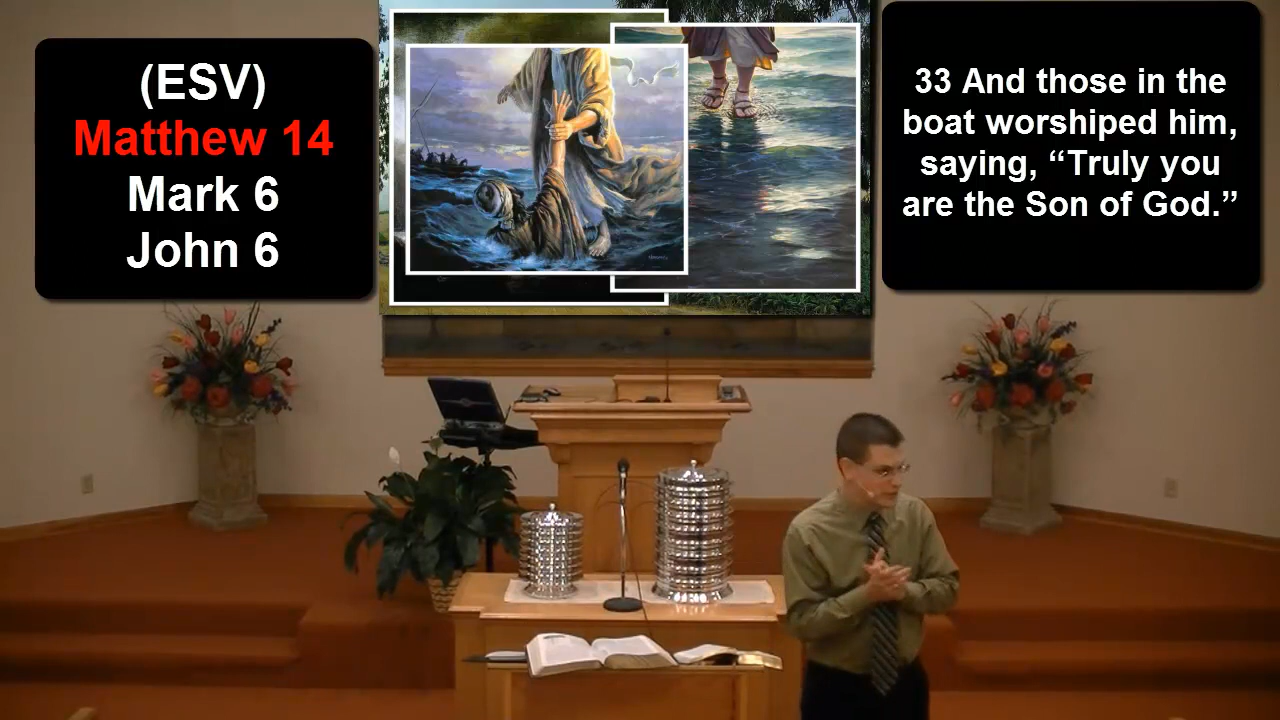 (ESV)
Matthew 14
Mark 6
John 6
33 And those in the
boat worshiped him,
saying, “Truly you
are the Son of God.”